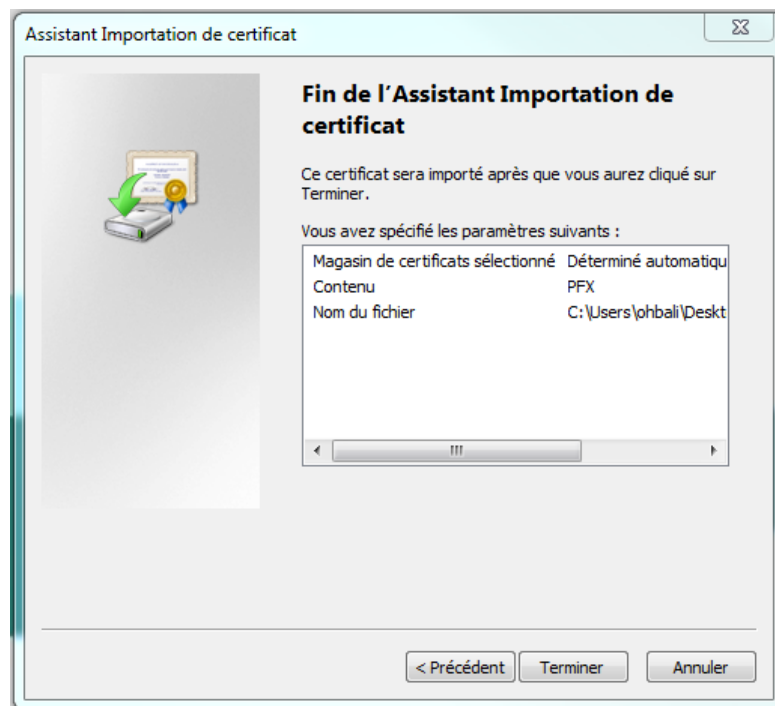 Assistant Importation de certificat
Fin de l'Assistant Importation de
certificat
Ce certificat sera importé après que vous aurez cliqué sur
Terminer.
Vous avez spécifié les paramètres suivants :
Magasin de certificats sélectionné Déterminé automatiqu
Contenu PFX
Nom du fichier C:\Users\ohbali\Deskt
< Précédent Terminer Annuler